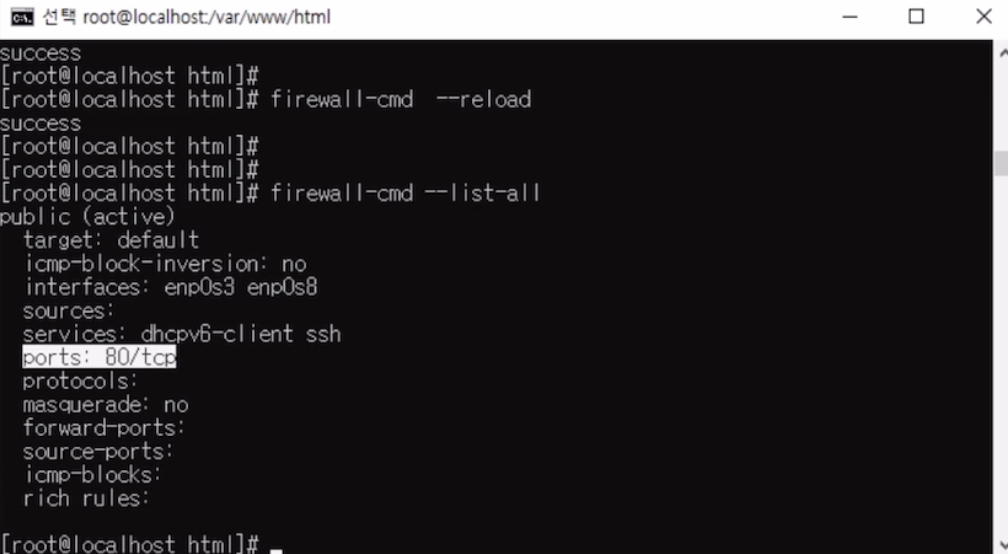 선택 root@localhost:/var/www/html
success
[root@localhost html]#
[root@localhost html]# firewall-cmd  --reload
success
[root@localhost html]#
[root@localhost html]#
[root@localhost html]# firewall-cmd --list-all
public (active)
  target: default
  icmp-block-inversion: no
  interfaces: enp0s3 enp0s8
  sources:
  services: dhcpv6-client ssh
  ports: 80/tcp
  protocols:
  masquerade: no
  forward-ports:
  source-ports:
  icmp-blocks:
  rich rules:
[root@localhost html]#